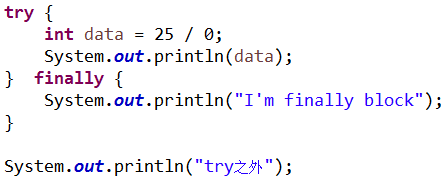 try {
    int data = 25 / 0;
    System.out.println(data);
}  finally {
    System.out.println("I'm finally block");
}

System.out.println("try之外");